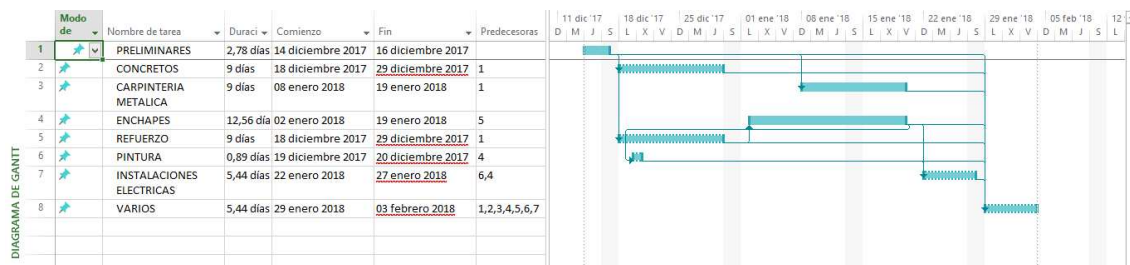 Modo de Nombre de tarea Duraci Comienzo Fin Predecesoras
11 dic '17 18 dic '17 25 dic '17 01 ene '18 08 ene '18 15 ene '18 22 ene '18 29 ene '18 05 feb '18 12
D M J S L X V D M J S L X V D M J S L X V D M J S L X V D M J S L
1 PRELIMINARES 2,78 días 14 diciembre 2017 16 diciembre 2017
2 CONCRETOS 9 días 18 diciembre 2017 29 diciembre 2017 1
3 CARPINTERIA 9 días 08 enero 2018 19 enero 2018 1
METALICA
4 ENCHAPES 12,56 día 02 enero 2018 19 enero 2018 5
5 REFUERZO 9 días 18 diciembre 2017 29 diciembre 2017 1
6 PINTURA 0,89 días 19 diciembre 2017 20 diciembre 2017 4
7 INSTALACIONES 5,44 días 22 enero 2018 27 enero 2018 6,4
ELECTRICAS
8 VARIOS 5,44 días 29 enero 2018 03 febrero 2018 1,2,3,4,5,6,7
DIAGRAMA DE GANTT